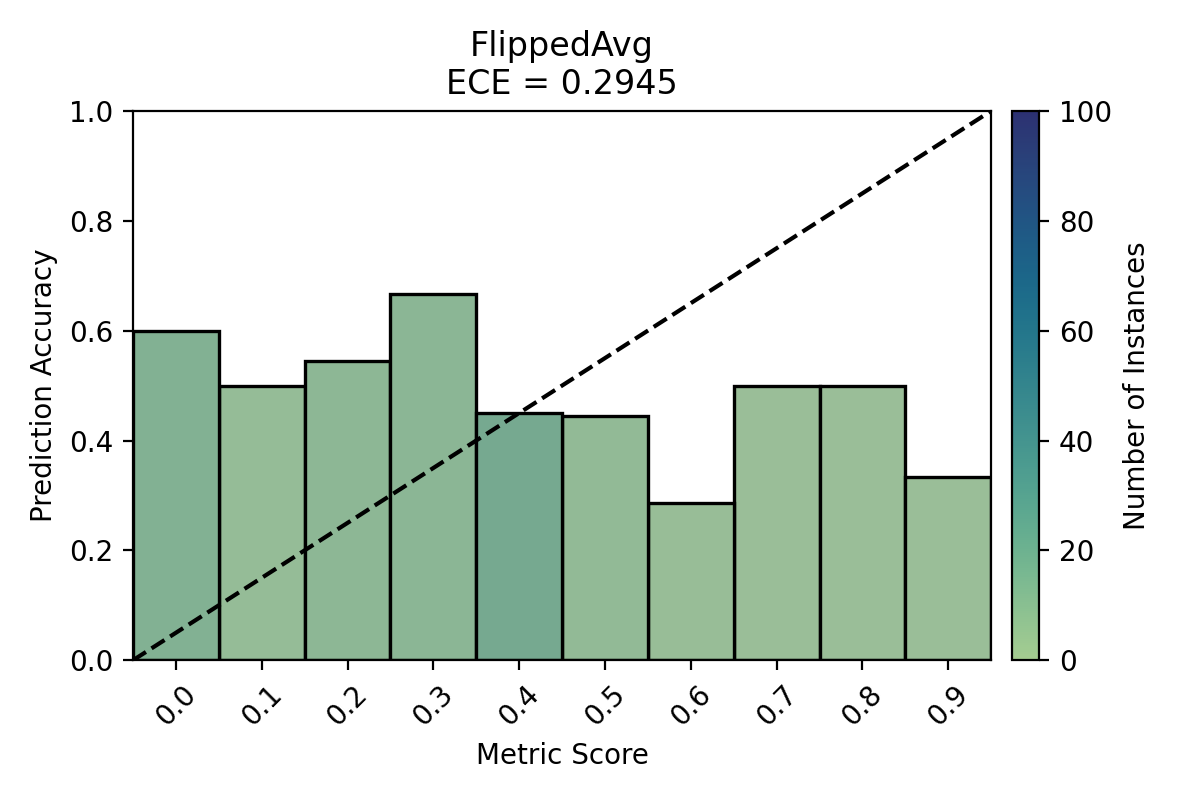 FlippedAvg
ECE = 0.2945
Prediction Accuracy
1.0
0.8
0.6
0.4
0.2
0.0
0.0 0.1 0.2 0.3 0.4 0.5 0.6 0.7 0.8 0.9
Metric Score
100
80
60
40
20
0
Number of Instances